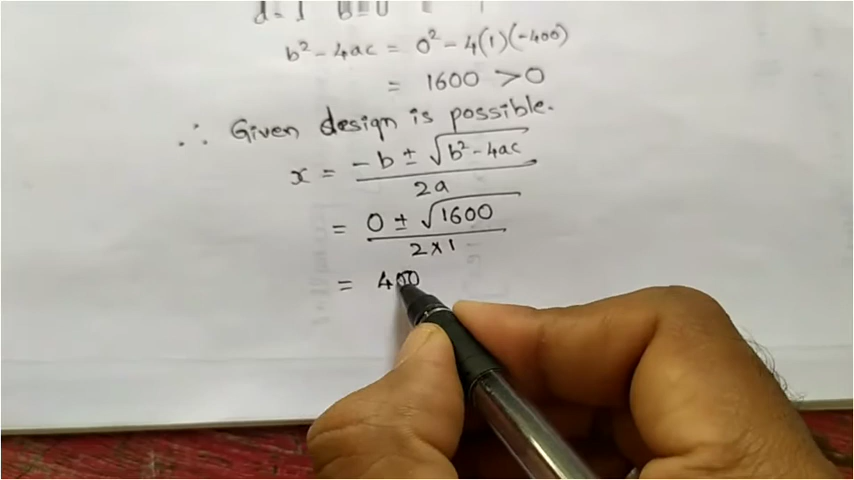 b² - 4ac = 0² - 4(1)(-400)
= 1600 > 0
∴ Given design is possible.
x = -b ± √b² - 4ac / 2a
= 0 ± √1600 / 2×1
= 400